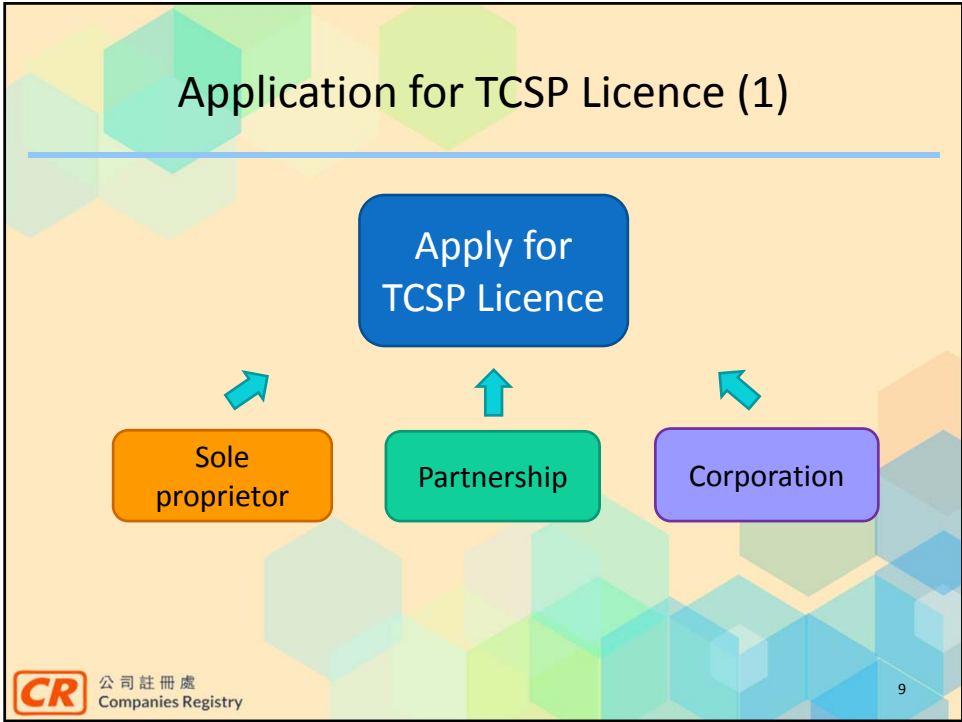 Application for TCSP Licence (1)
Apply for
TCSP Licence
Sole
proprietor
Partnership
Corporation
CR
公司註冊處
Companies Registry
9